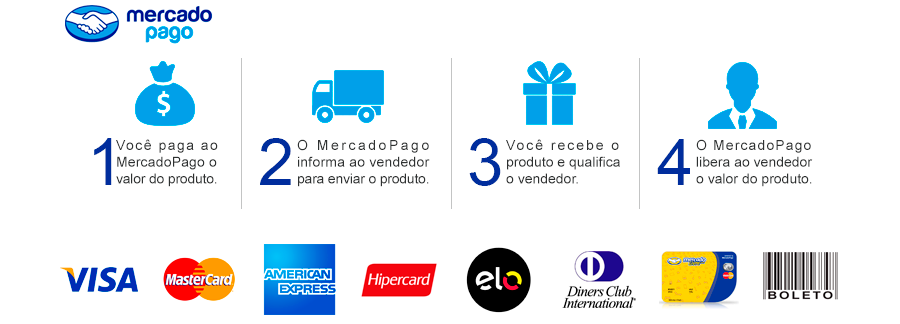 mercado
pago
$
1 Você paga ao
MercadoPago o
valor do produto.
2 O MercadoPago
informa ao vendedor
para enviar o produto.
3 Você recebe o
produto e qualifica
o vendedor.
4 O MercadoPago
libera ao vendedor
o valor do produto.
VISA
MasterCard
AMERICAN
EXPRESS
Hipercard
elo
Diners Club
International®
mercado
BOLETO